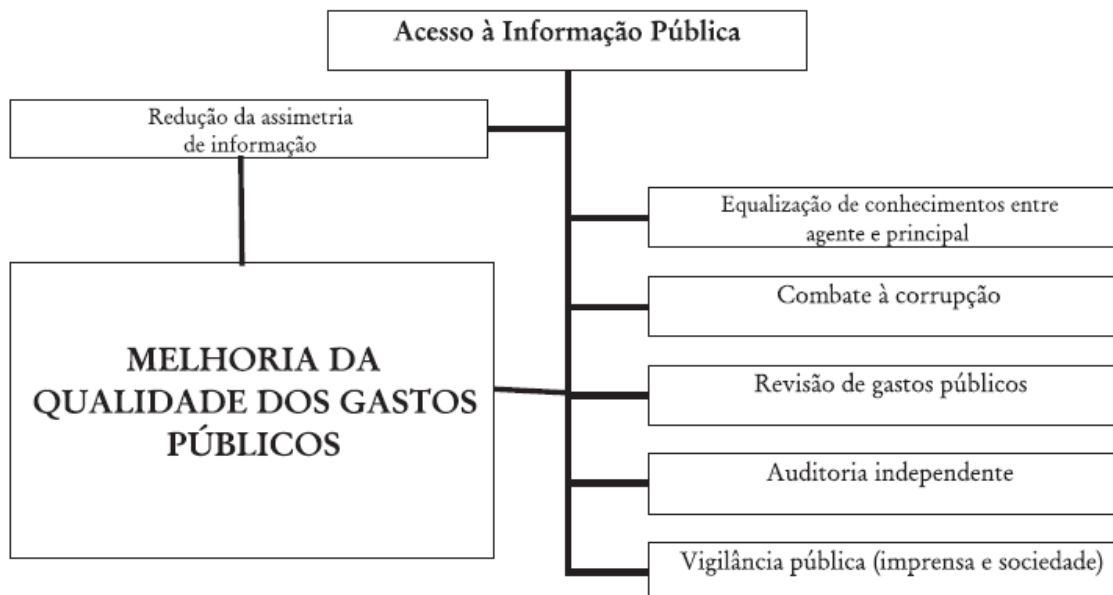 Acesso à Informação Pública
Redução da assimetria
de informação
Equalização de conhecimentos entre
agente e principal
Combate à corrupção
MELHORIA DA
QUALIDADE DOS GASTOS
PÚBLICOS
Revisão de gastos públicos
Auditoria independente
Vigilância pública (imprensa e sociedade)